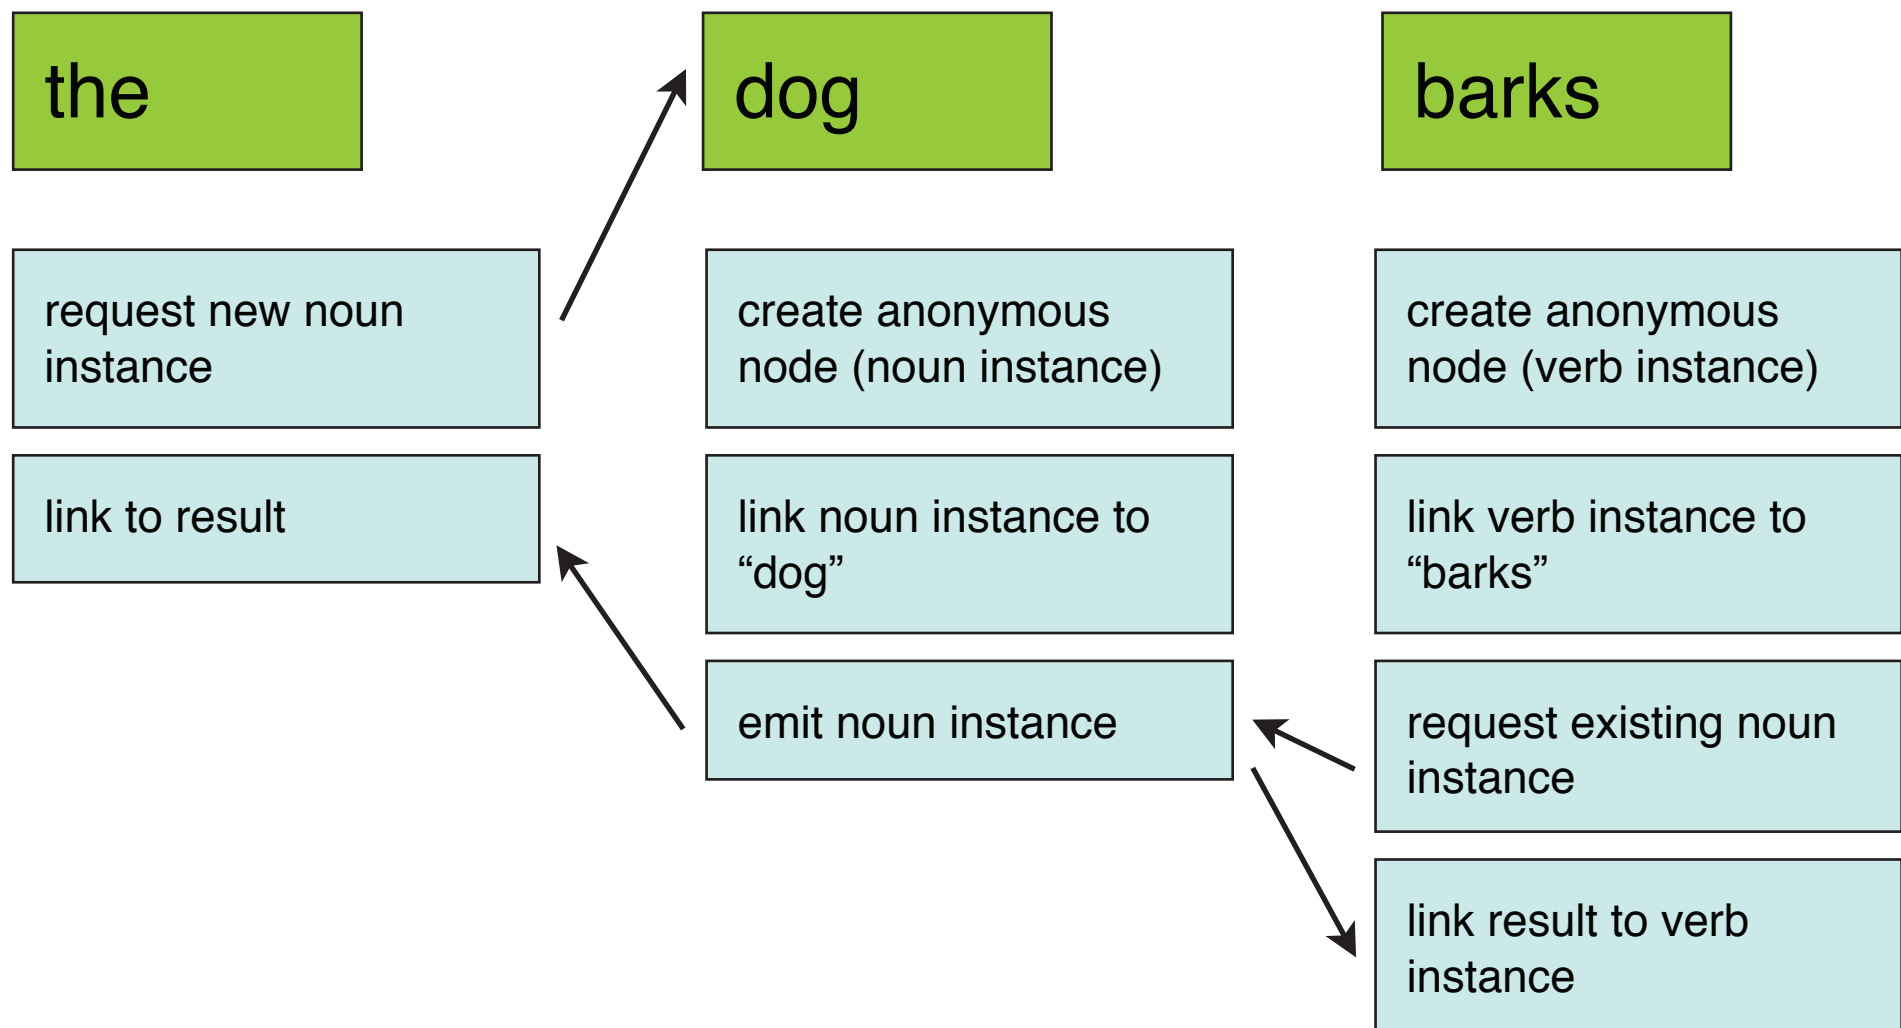 the
request new noun
instance
link to result
dog
create anonymous
node (noun instance)
link noun instance to
“dog”
emit noun instance
barks
create anonymous
node (verb instance)
link verb instance to
“barks”
request existing noun
instance
link result to verb
instance